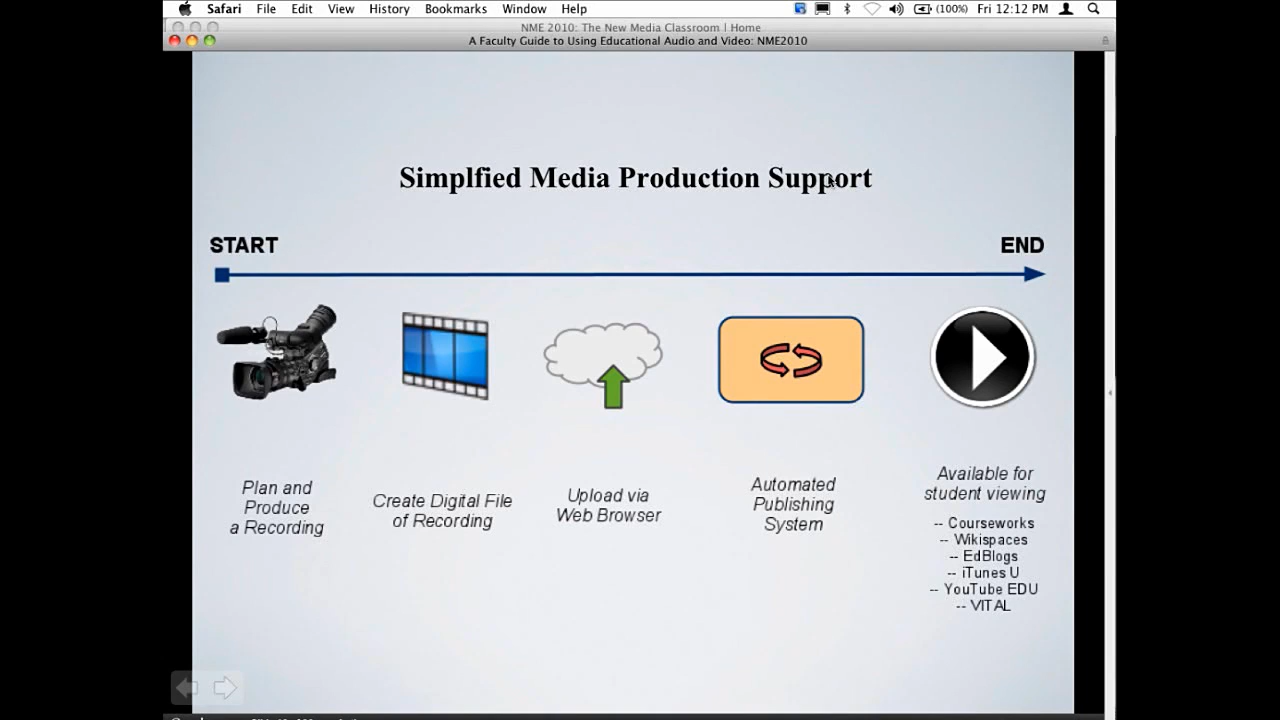 Safari File Edit View History Bookmarks Window Help (100%) Fri 12:12 PM
NME 2010: The New Media Classroom | Home
A Faculty Guide to Using Educational Audio and Video: NME2010
Simplfied Media Production Support
START
END
Plan and
Produce
a Recording
Create Digital File
of Recording
Upload via
Web Browser
Automated
Publishing
System
Available for
student viewing
-- Courseworks
-- Wikispaces
-- EdBlogs
-- iTunes U
-- YouTube EDU
-- VITAL